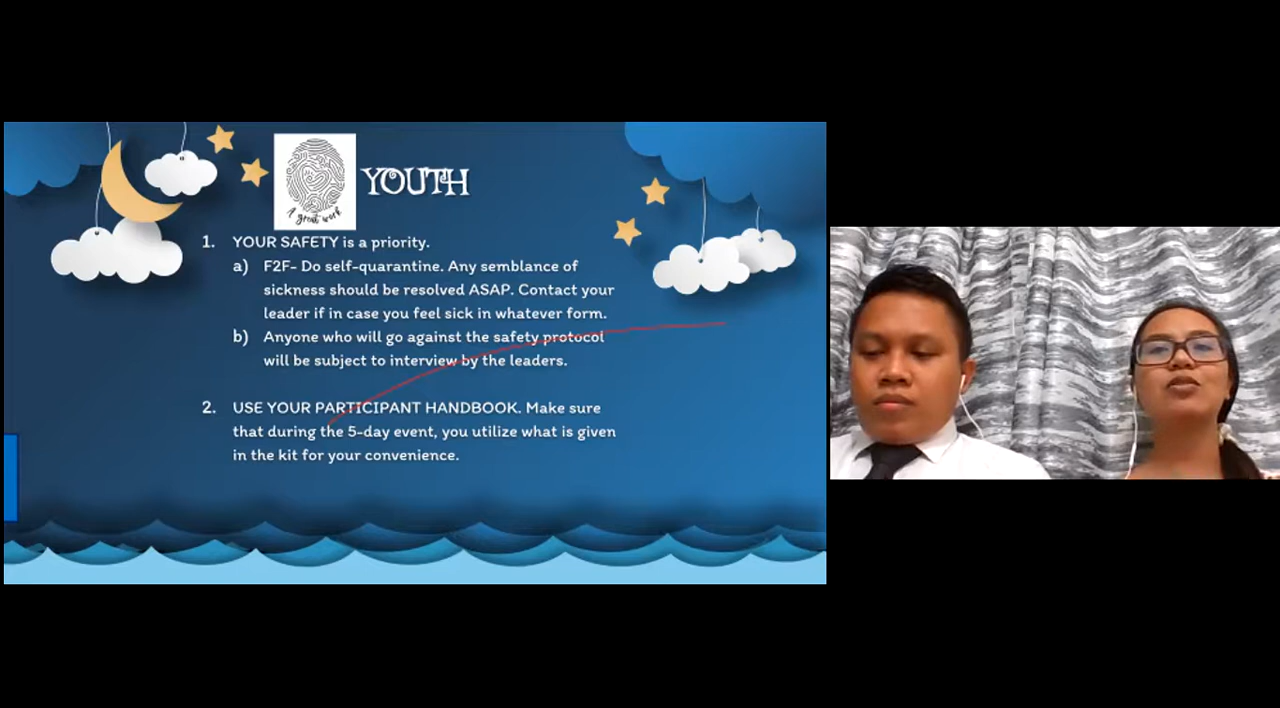 A great work
YOUTH
1. YOUR SAFETY is a priority.
a) F2F- Do self-quarantine. Any semblance of
sickness should be resolved ASAP. Contact your
leader if in case you feel sick in whatever form.
b) Anyone who will go against the safety protocol
will be subject to interview by the leaders.
2. USE YOUR PARTICIPANT HANDBOOK. Make sure
that during the 5-day event, you utilize what is given
in the kit for your convenience.